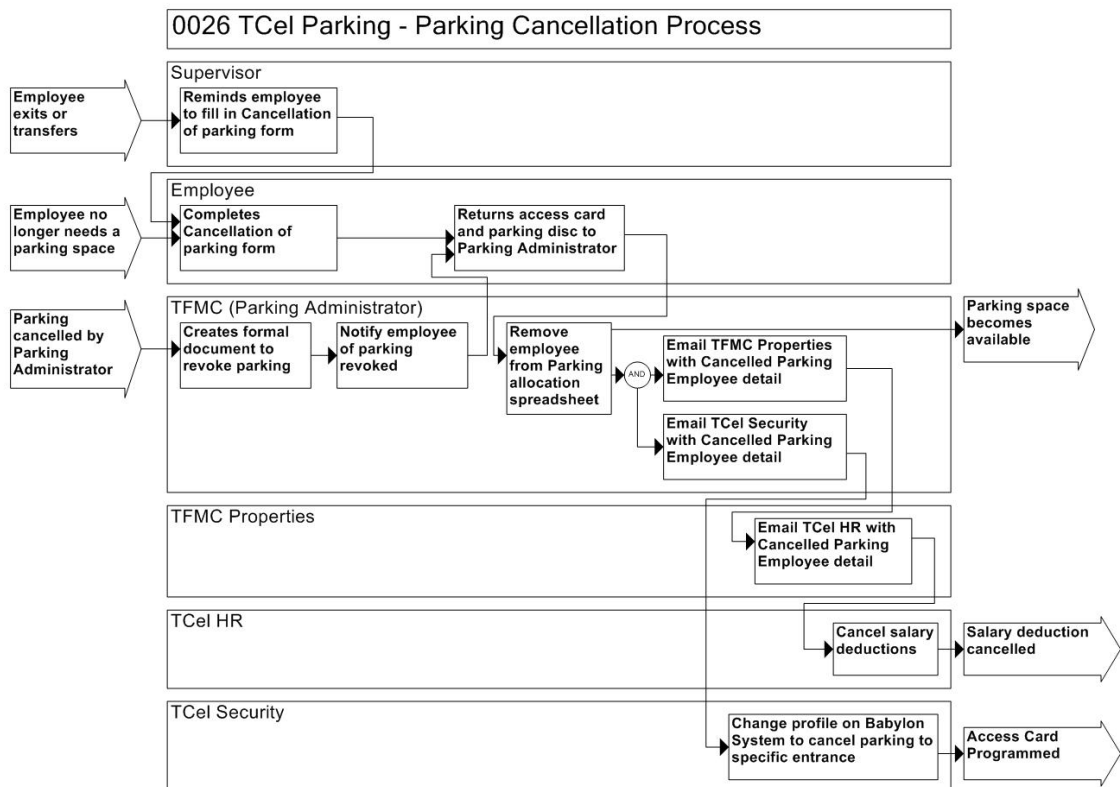 0026 TCel Parking - Parking Cancellation Process
Supervisor
Employee
exits or
transfers
Reminds employee
to fill in Cancellation
of parking form
Employee
Employee no
longer needs a
parking space
Completes
Cancellation of
parking form
Returns access card
and parking disc to
Parking Administrator
TFMC (Parking Administrator)
Parking
cancelled by
Parking
Administrator
Creates formal
document to
revoke parking
Notify employee
of parking
revoked
Remove
employee
from Parking
allocation
spreadsheet
AND
Email TFMC Properties
with Cancelled Parking
Employee detail
Email TCel Security
with Cancelled Parking
Employee detail
Parking space
becomes
available
TFMC Properties
Email TCel HR with
Cancelled Parking
Employee detail
TCel HR
Cancel salary
deductions
Salary deduction
cancelled
TCel Security
Change profile on Babylon
System to cancel parking to
specific entrance
Access Card
Programmed